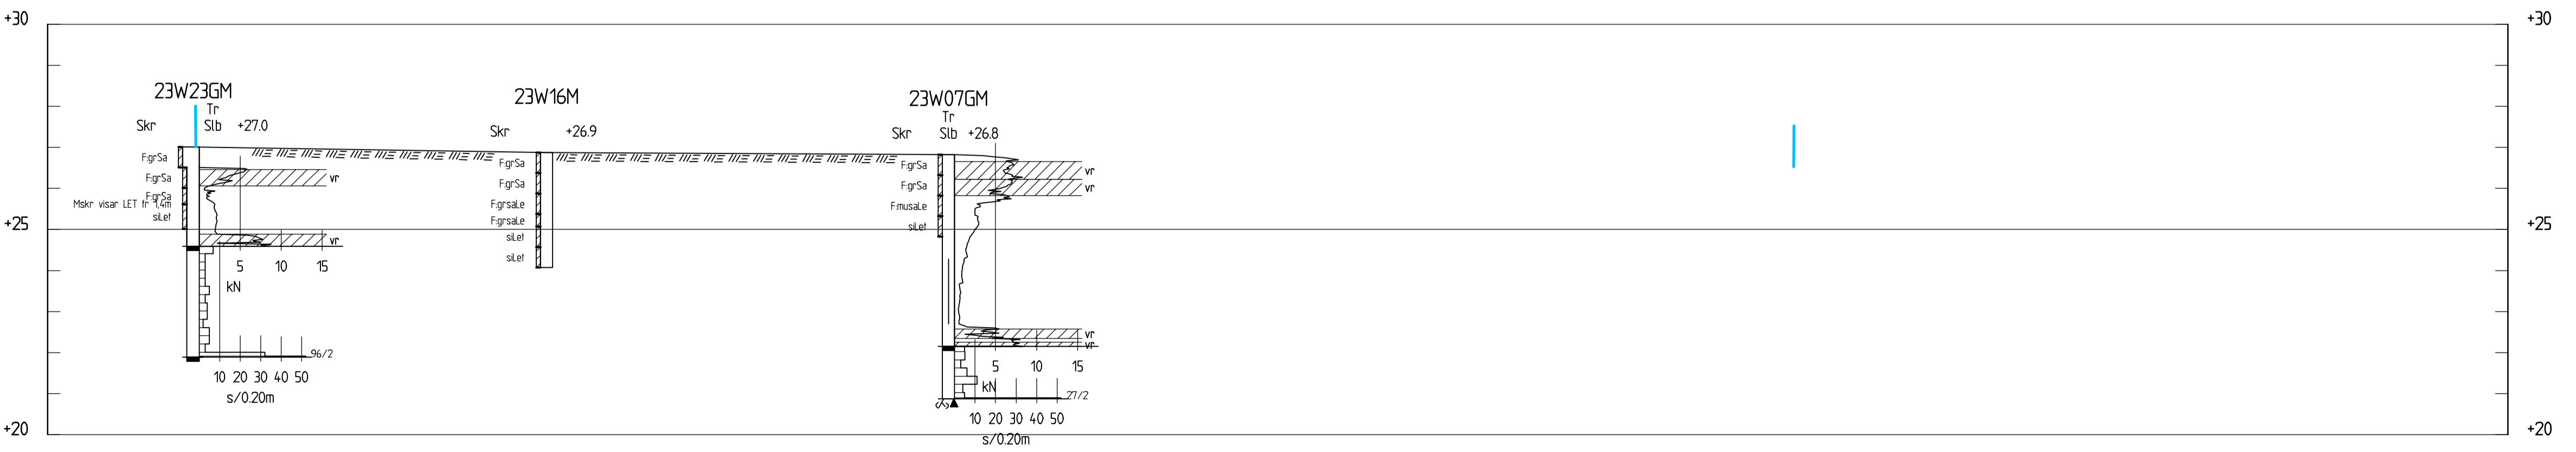 +30
+30
23W23GM
Tr
Skr
Slb
+27.0
F:grSa
F:grSa
vr
F:grSa
Mskr visar LET fr 1,4m
siLet
vr
5 10 15
kN
96/2
10 20 30 40 50
s/0.20m
23W16M
Skr
+26.9
F:grSa
F:grSa
F:grsaLe
F:grsaLe
siLet
siLet
23W07GM
Tr
Skr
Slb
+26.8
F:grSa
vr
F:grSa
vr
F:musaLe
siLet
vr
vr
5 10 15
kN
27/2
10 20 30 40 50
s/0.20m
+25
+25
+20
+20